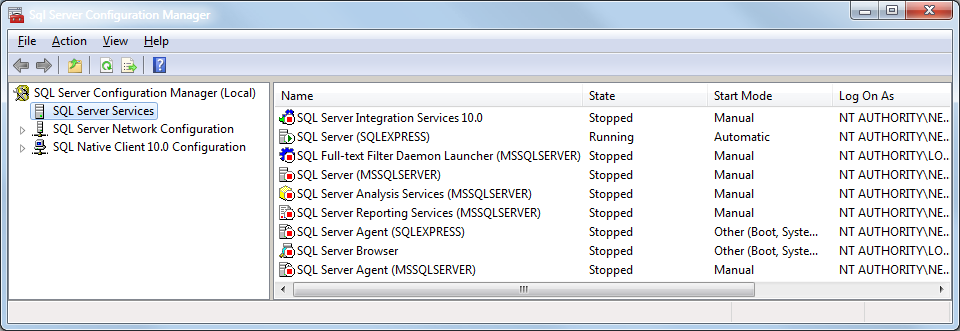 Sql Server Configuration Manager
File Action View Help
SQL Server Configuration Manager (Local)
SQL Server Services
SQL Server Network Configuration
SQL Native Client 10.0 Configuration
Name State Start Mode Log On As
SQL Server Integration Services 10.0 Stopped Manual NT AUTHORITY\NE...
SQL Server (SQLEXPRESS) Running Automatic NT AUTHORITY\NE...
SQL Full-text Filter Daemon Launcher (MSSQLSERVER) Stopped Manual NT AUTHORITY\LO...
SQL Server (MSSQLSERVER) Stopped Manual NT AUTHORITY\NE...
SQL Server Analysis Services (MSSQLSERVER) Stopped Manual NT AUTHORITY\NE...
SQL Server Reporting Services (MSSQLSERVER) Stopped Manual NT AUTHORITY\NE...
SQL Server Agent (SQLEXPRESS) Stopped Other (Boot, Syste... NT AUTHORITY\NE...
SQL Server Browser Stopped Other (Boot, Syste... NT AUTHORITY\LO...
SQL Server Agent (MSSQLSERVER) Stopped Manual NT AUTHORITY\NE...